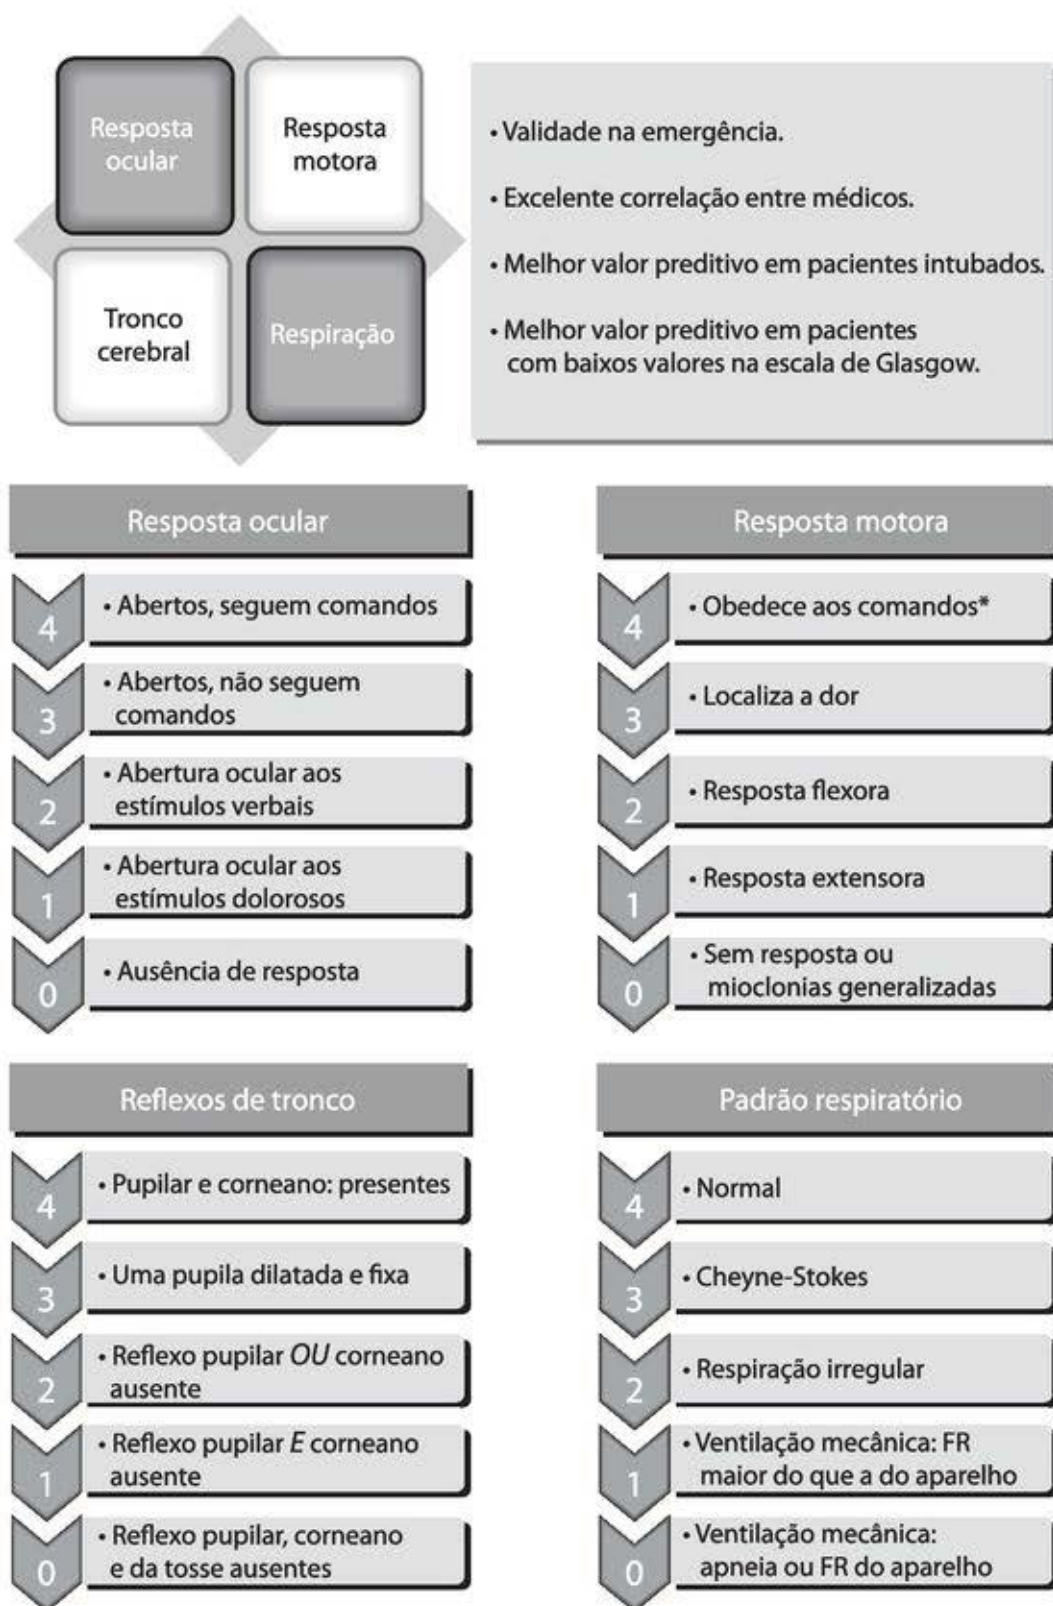 Resposta
ocular
Resposta
motora
Tronco
cerebral
Respiração
• Validade na emergência.
• Excelente correlação entre médicos.
• Melhor valor preditivo em pacientes intubados.
• Melhor valor preditivo em pacientes
com baixos valores na escala de Glasgow.
Resposta ocular
4 • Abertos, seguem comandos
3 • Abertos, não seguem
comandos
2 • Abertura ocular aos
estímulos verbais
1 • Abertura ocular aos
estímulos dolorosos
0 • Ausência de resposta
Resposta motora
4 • Obedece aos comandos*
3 • Localiza a dor
2 • Resposta flexora
1 • Resposta extensora
0 • Sem resposta ou
mioclonias generalizadas
Reflexos de tronco
4 • Pupilar e corneano: presentes
3 • Uma pupila dilatada e fixa
2 • Reflexo pupilar OU corneano
ausente
1 • Reflexo pupilar E corneano
ausente
0 • Reflexo pupilar, corneano
e da tosse ausentes
Padrão respiratório
4 • Normal
3 • Cheyne-Stokes
2 • Respiração irregular
1 • Ventilação mecânica: FR
maior do que a do aparelho
0 • Ventilação mecânica:
apneia ou FR do aparelho